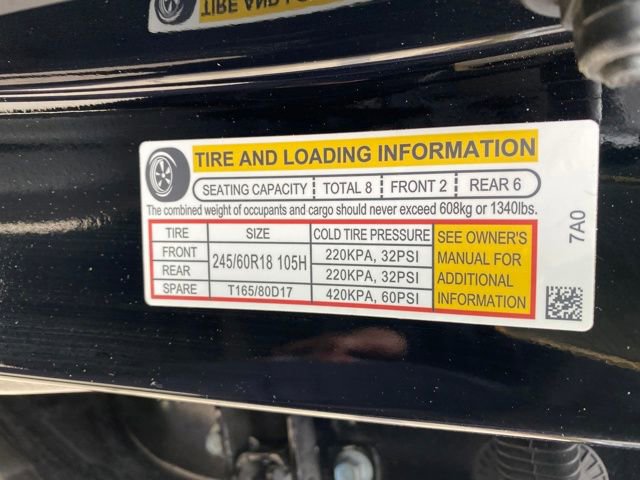 TIRE AND LOADING INFORMATION
SEATING CAPACITY TOTAL 8 FRONT 2 REAR 6
The combined weight of occupants and cargo should never exceed 608kg or 1340lbs.
TIRE SIZE COLD TIRE PRESSURE
FRONT 245/60R18 105H 220KPA, 32PSI
REAR 220KPA, 32PSI
SPARE T165/80D17 420KPA, 60PSI
SEE OWNER'S
MANUAL FOR
ADDITIONAL
INFORMATION
7A0